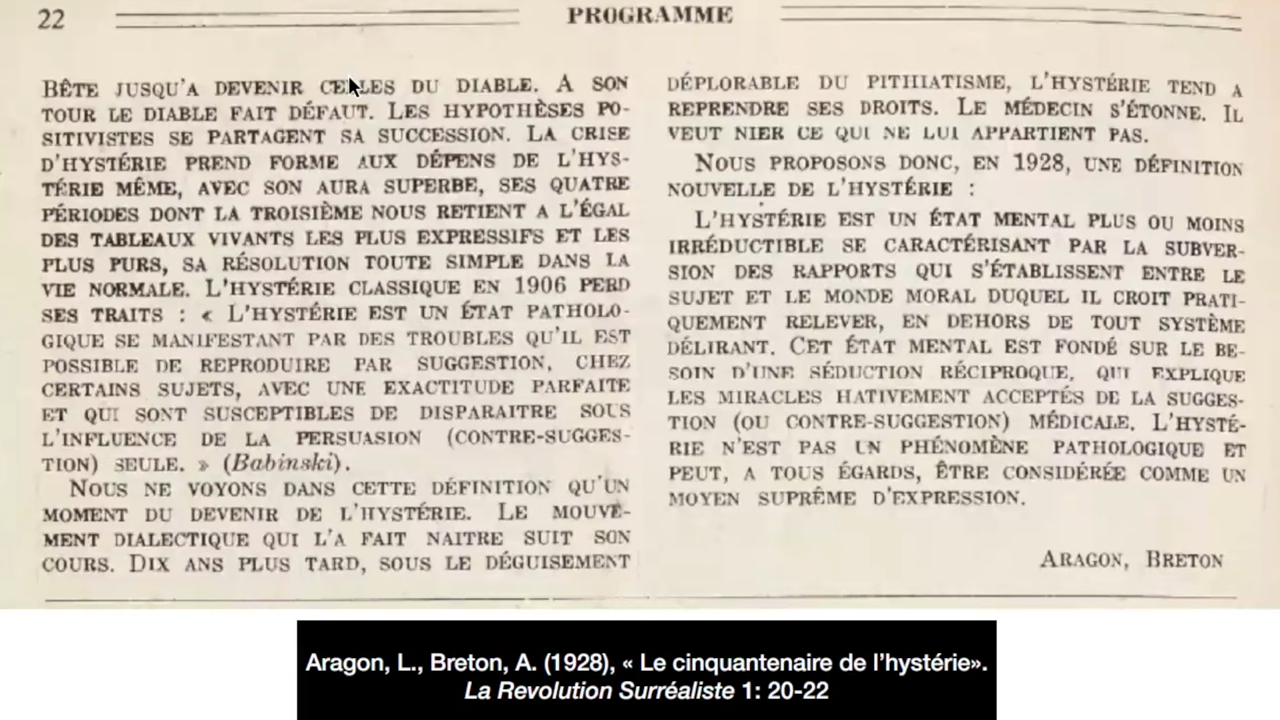 22
PROGRAMME
BÊTE JUSQU'A DEVENIR CELLES DU DIABLE. A SON
TOUR LE DIABLE FAIT DÉFAUT. LES HYPOTHÈSES PO-
SITIVISTES SE PARTAGENT SA SUCCESSION. LA CRISE
D'HYSTÉRIE PREND FORME AUX DÉPENS DE L'HYS-
TÉRIE MÊME, AVEC SON AURA SUPERBE, SES QUATRE
PÉRIODES DONT LA TROISIÈME NOUS RETIENT A L'ÉGAL
DES TABLEAUX VIVANTS LES PLUS EXPRESSIFS ET LES
PLUS PURS, SA RÉSOLUTION TOUTE SIMPLE DANS LA
VIE NORMALE. L'HYSTÉRIE CLASSIQUE EN 1906 PERD
SES TRAITS : « L'HYSTÉRIE EST UN ÉTAT PATHOLO-
GIQUE SE MANIFESTANT PAR DES TROUBLES QU'IL EST
POSSIBLE DE REPRODUIRE PAR SUGGESTION, CHEZ
CERTAINS SUJETS, AVEC UNE EXACTITUDE PARFAITE
ET QUI SONT SUSCEPTIBLES DE DISPARAITRE SOUS
L'INFLUENCE DE LA PERSUASION (CONTRE-SUGGES-
TION) SEULE. » (Babinski).
NOUS NE VOYONS DANS CETTE DÉFINITION QU'UN
MOMENT DU DEVENIR DE L'HYSTÉRIE. LE MOUVE-
MENT DIALECTIQUE QUI L'A FAIT NAITRE SUIT SON
COURS. DIX ANS PLUS TARD, SOUS LE DÉGUISEMENT
DÉPLORABLE DU PITHIATISME, L'HYSTÉRIE TEND A
REPRENDRE SES DROITS. LE MÉDECIN S'ÉTONNE. IL
VEUT NIER CE QUI NE LUI APPARTIENT PAS.
NOUS PROPOSONS DONC, EN 1928, UNE DÉFINITION
NOUVELLE DE L'HYSTÉRIE :
L'HYSTÉRIE EST UN ÉTAT MENTAL PLUS OU MOINS
IRRÉDUCTIBLE SE CARACTÉRISANT PAR LA SUBVER-
SION DES RAPPORTS QUI S'ÉTABLISSENT ENTRE LE
SUJET ET LE MONDE MORAL DUQUEL IL CROIT PRATI-
QUEMENT RELEVER, EN DEHORS DE TOUT SYSTÈME
DÉLIRANT. CET ÉTAT MENTAL EST FONDÉ SUR LE BE-
SOIN D'UNE SÉDUCTION RÉCIPROQUE, QUI EXPLIQUE
LES MIRACLES HATIVEMENT ACCEPTÉS DE LA SUGGES-
TION (OU CONTRE-SUGGESTION) MÉDICALE. L'HYSTÉ-
RIE N'EST PAS UN PHÉNOMÈNE PATHOLOGIQUE ET
PEUT, A TOUS ÉGARDS, ÊTRE CONSIDÉRÉE COMME UN
MOYEN SUPRÊME D'EXPRESSION.
ARAGON, BRETON
Aragon, L., Breton, A. (1928), « Le cinquantenaire de l'hystérie».
La Revolution Surréaliste 1: 20-22